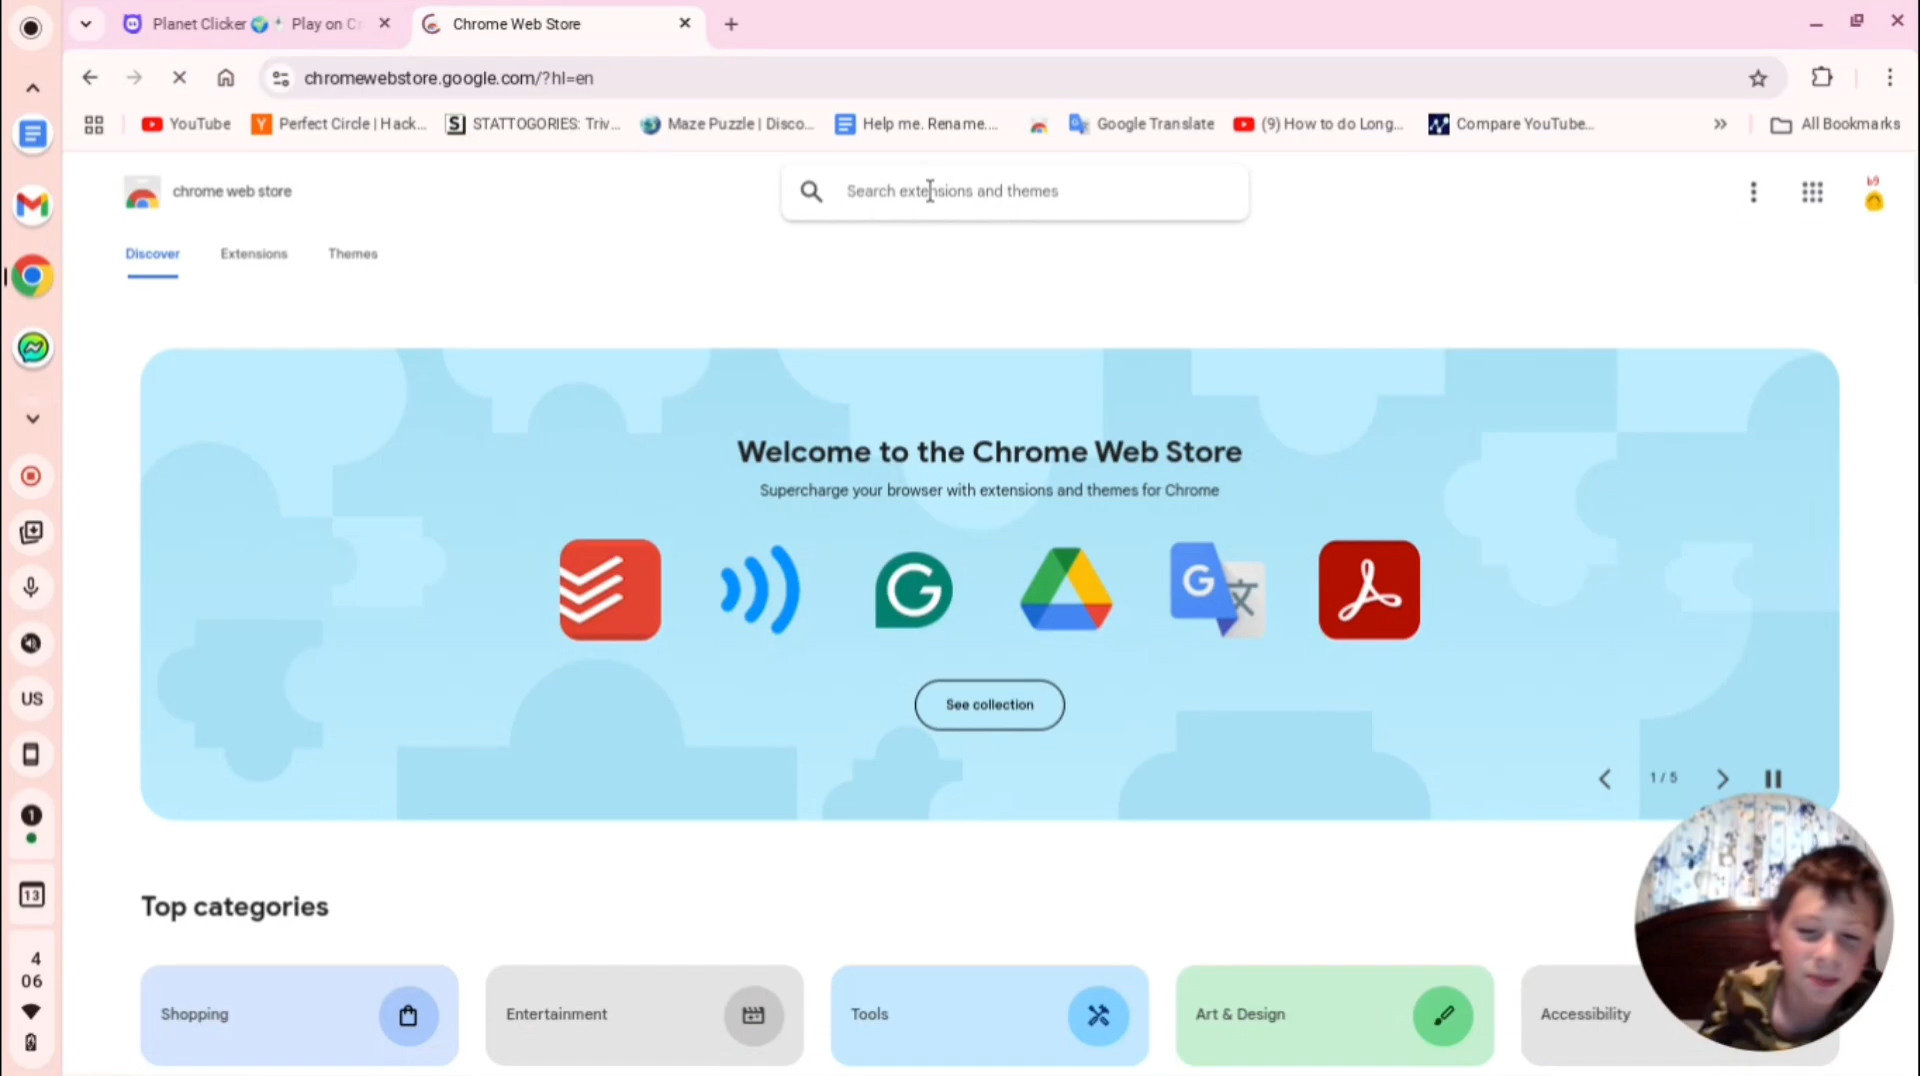 Planet Clicker 🌍 Play on C
Chrome Web Store
chromewebstore.google.com/?hl=en
YouTube
Perfect Circle | Hack...
STATTOGORIES: Triv...
Maze Puzzle | Disco...
Help me. Rename....
Google Translate
(9) How to do Long...
Compare YouTube...
All Bookmarks
chrome web store
Search extensions and themes
Discover
Extensions
Themes
Welcome to the Chrome Web Store
Supercharge your browser with extensions and themes for Chrome
See collection
1 / 5
Top categories
Shopping
Entertainment
Tools
Art & Design
Accessibility
US
1
13
4
06